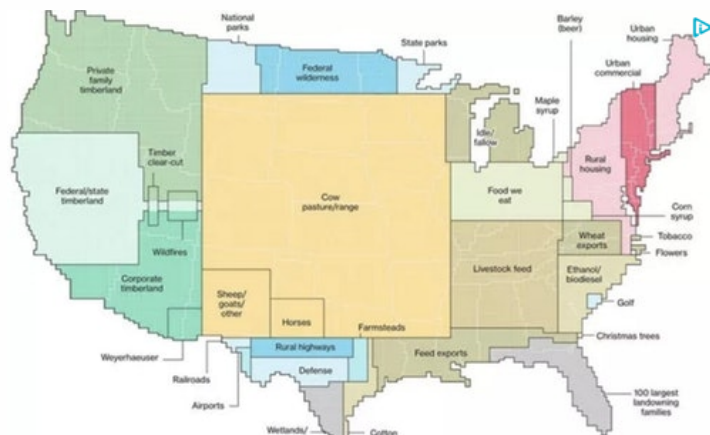 National
parks
State parks
Barley
(beer)
Urban
housing
Private
family
timberland
Federal
wilderness
Urban
commercial
Maple
syrup
Idle/
fallow
Timber
clear-cut
Rural
housing
Federal/state
timberland
Cow
pasture/range
Food we
eat
Corn
syrup
Wildfires
Wheat
exports
Tobacco
Flowers
Corporate
timberland
Livestock feed
Ethanol/
biodiesel
Sheep/
goats/
other
Golf
Horses
Farmsteads
Christmas trees
Weyerhaeuser
Rural highways
Railroads
Defense
Feed exports
Airports
100 largest
landowning
families
Wetlands/
Cotton